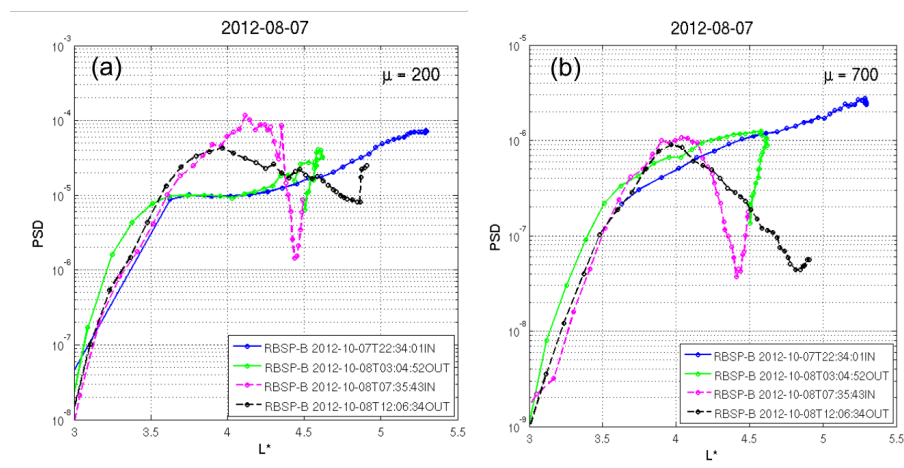 2012-08-07
(a)
μ = 200
PSD
10^-3
10^-4
10^-5
10^-6
10^-7
10^-8
3 3.5 4 4.5 5 5.5
L*
RBSP-B 2012-10-07T22:34:01IN
RBSP-B 2012-10-08T03:04:52OUT
RBSP-B 2012-10-08T07:35:43IN
RBSP-B 2012-10-08T12:06:34OUT
2012-08-07
(b)
μ = 700
PSD
10^-5
10^-6
10^-7
10^-8
10^-9
3 3.5 4 4.5 5 5.5
L*
RBSP-B 2012-10-07T22:34:01IN
RBSP-B 2012-10-08T03:04:52OUT
RBSP-B 2012-10-08T07:35:43IN
RBSP-B 2012-10-08T12:06:34OUT